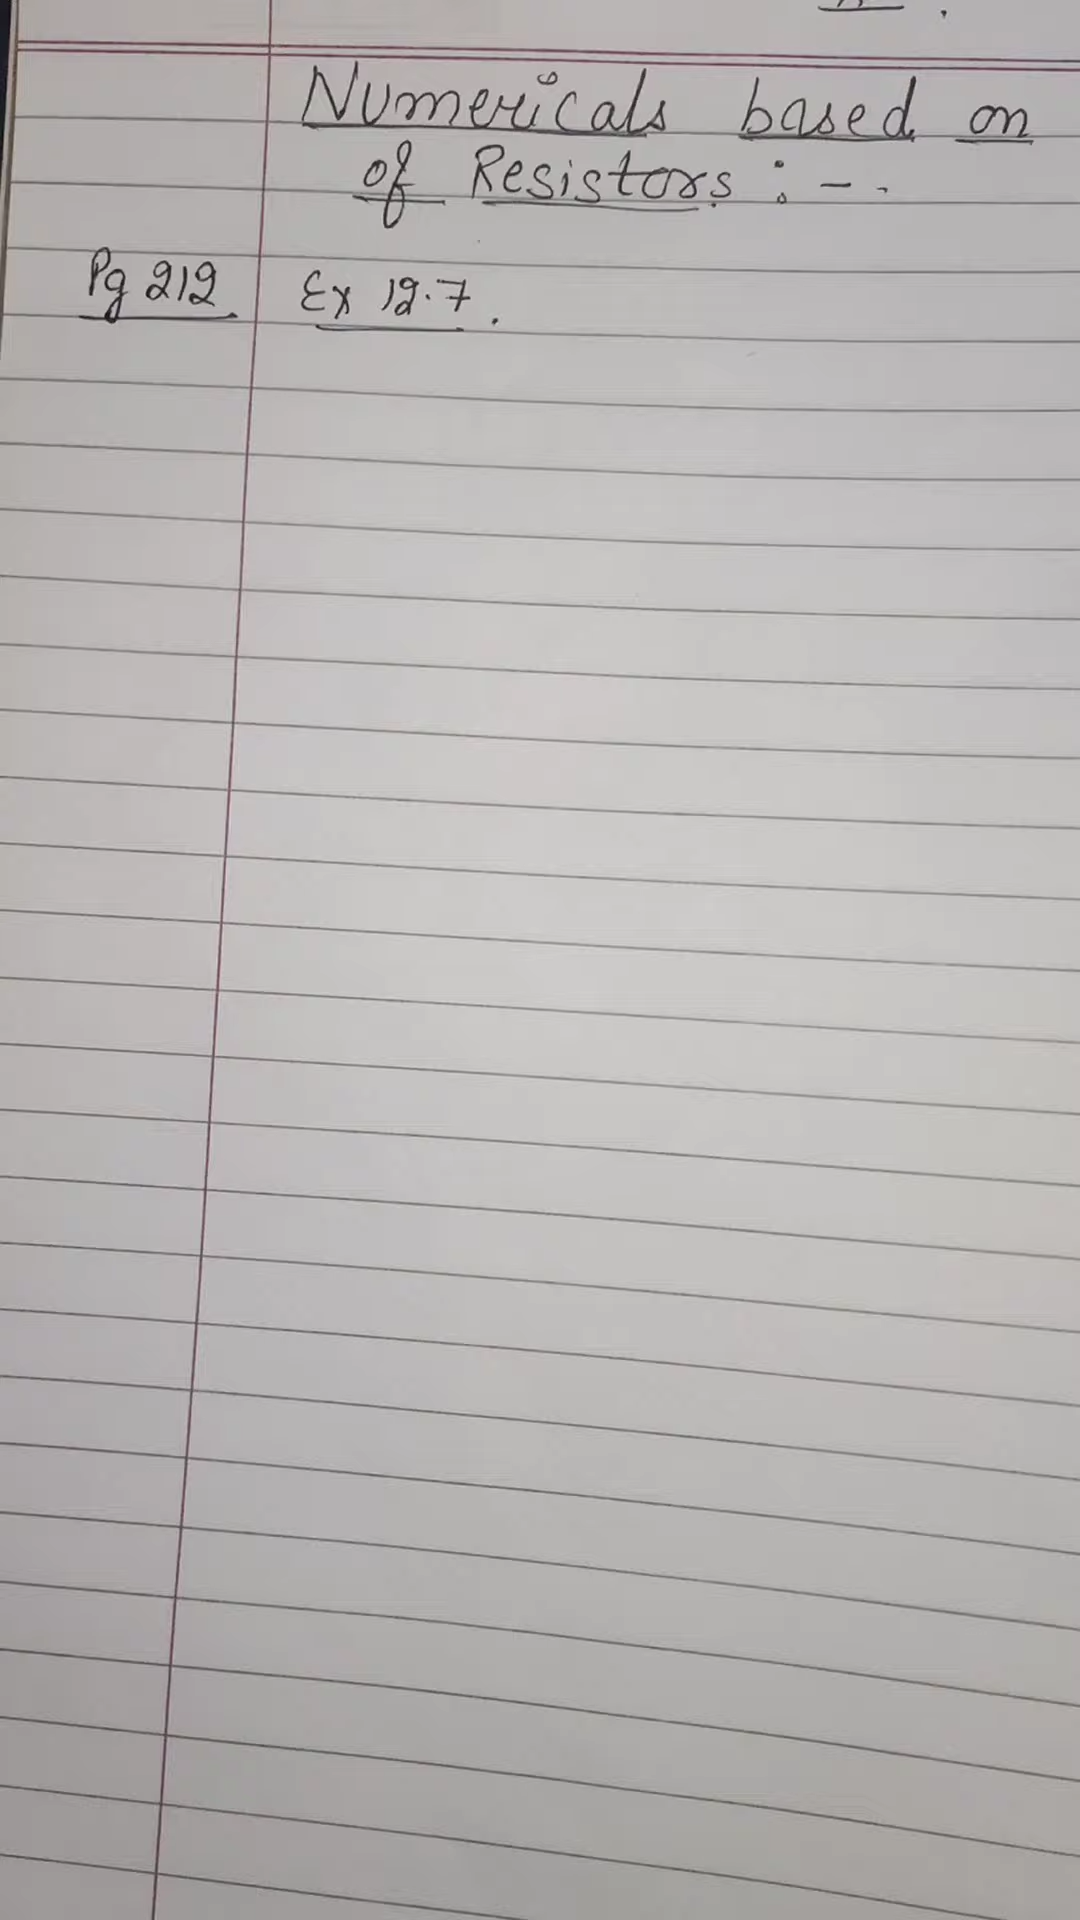 Numericals based on
of Resistors :-
Pg 212 Ex 12.7.